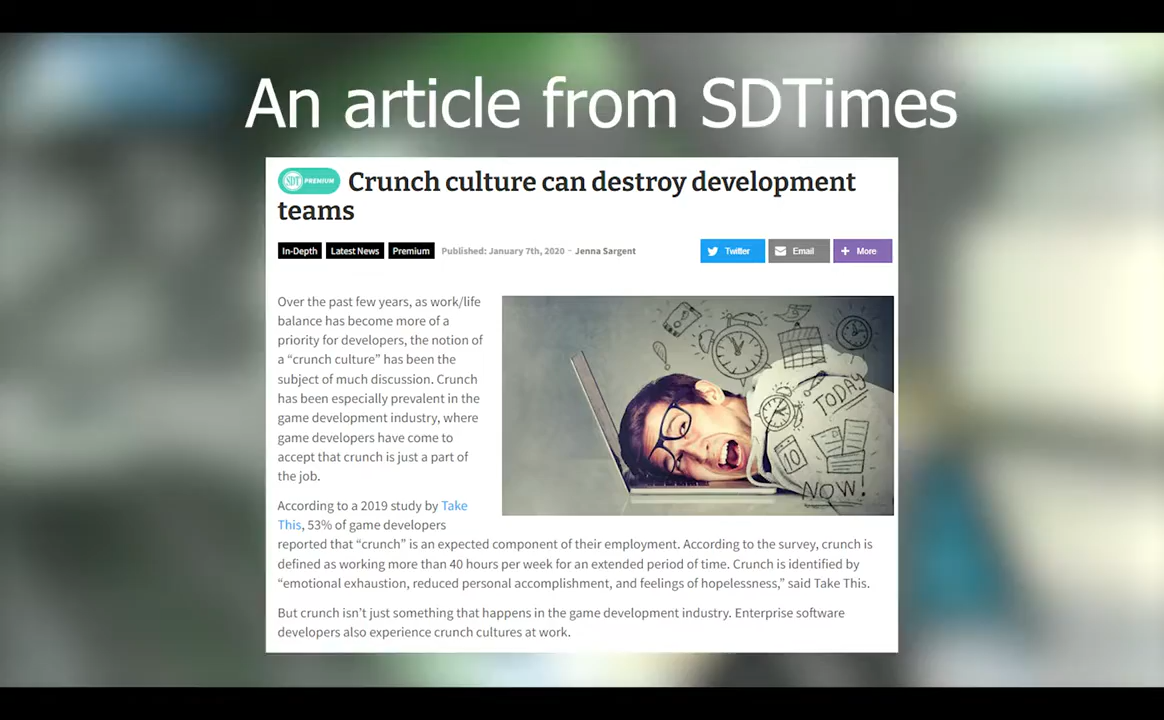 An article from SDTimes
SDT PREMIUM Crunch culture can destroy development
teams
In-Depth Latest News Premium Published: January 7th, 2020 - Jenna Sargent Twitter Email + More
Over the past few years, as work/life
balance has become more of a
priority for developers, the notion of
a “crunch culture” has been the
subject of much discussion. Crunch
has been especially prevalent in the
game development industry, where
game developers have come to
accept that crunch is just a part of
the job.
TODAY
10
NOW!
According to a 2019 study by Take
This, 53% of game developers
reported that “crunch” is an expected component of their employment. According to the survey, crunch is
defined as working more than 40 hours per week for an extended period of time. Crunch is identified by
“emotional exhaustion, reduced personal accomplishment, and feelings of hopelessness,” said Take This.
But crunch isn’t just something that happens in the game development industry. Enterprise software
developers also experience crunch cultures at work.